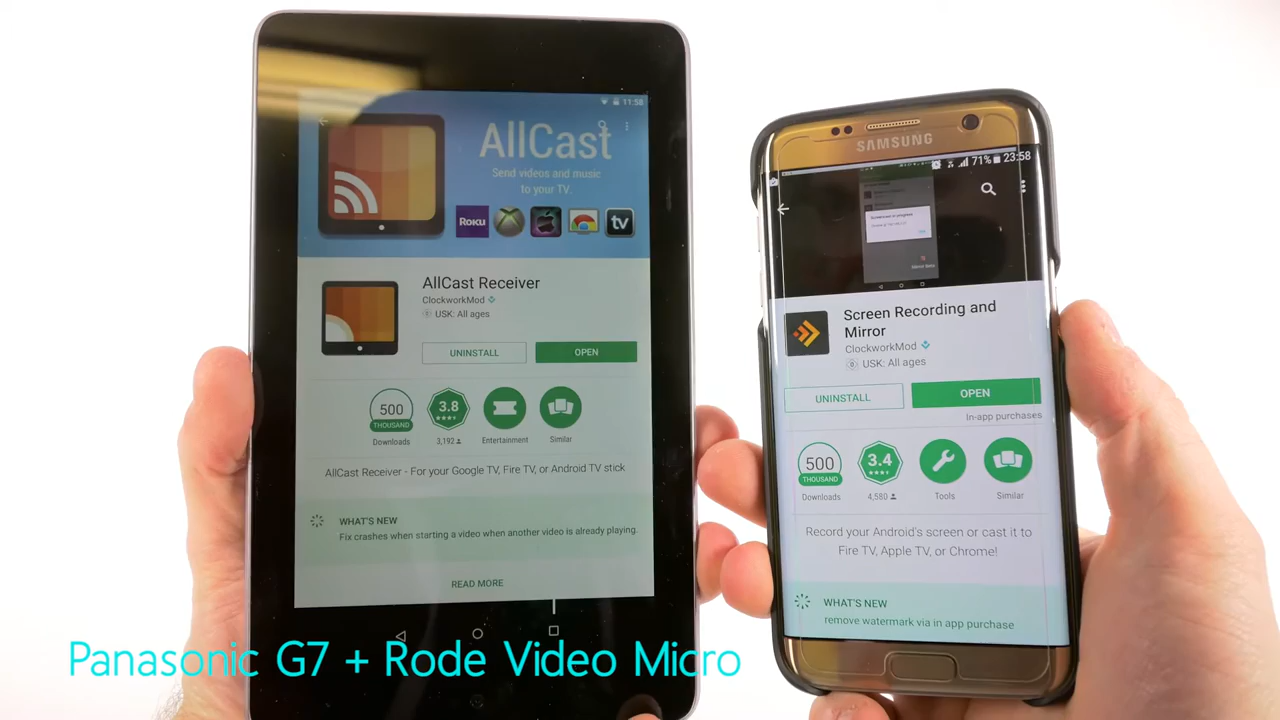 11:58
AllCast
Send videos and music
to your TV.
ROKU
tv
AllCast Receiver
ClockworkMod
0 USK: All ages
UNINSTALL
OPEN
500
THOUSAND
Downloads
3.8
3,192
Entertainment
Similar
AllCast Receiver - For your Google TV, Fire TV, or Android TV stick
WHAT'S NEW
Fix crashes when starting a video when another video is already playing.
READ MORE
SAMSUNG
71% 23:58
Screen Recording and
Mirror
ClockworkMod
0 USK: All ages
UNINSTALL
OPEN
In-app purchases
500
THOUSAND
Downloads
3.4
4,580
Tools
Similar
Record your Android's screen or cast it to
Fire TV, Apple TV, or Chrome!
WHAT'S NEW
remove watermark via in app purchase
Panasonic G7 + Rode Video Micro